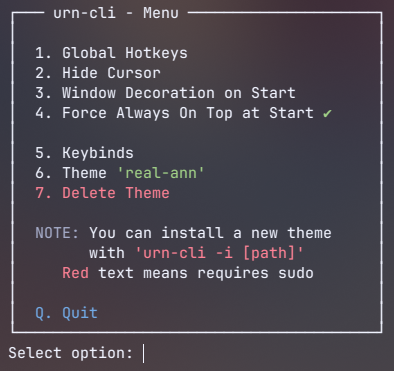 urn-cli - Menu
1. Global Hotkeys
2. Hide Cursor
3. Window Decoration on Start
4. Force Always On Top at Start ✔
5. Keybinds
6. Theme 'real-ann'
7. Delete Theme
NOTE: You can install a new theme
with 'urn-cli -i [path]'
Red text means requires sudo
Q. Quit
Select option: